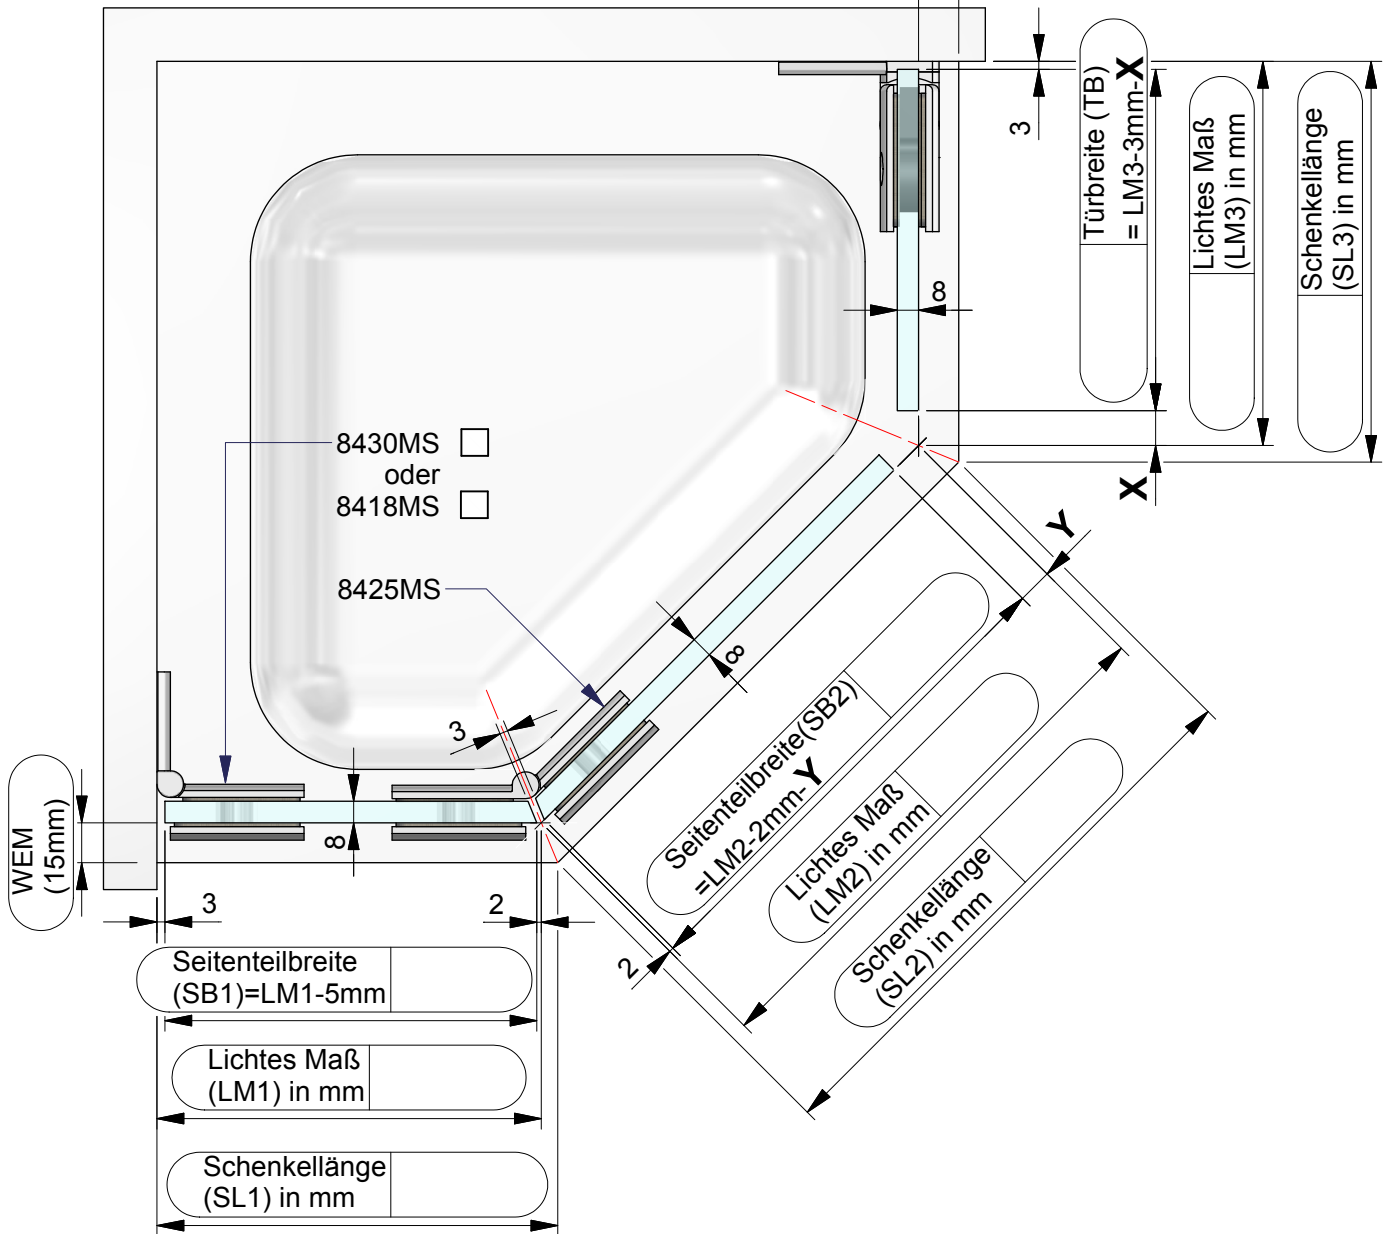 3
Türbreite (TB)
= LM3-3mm-X
Lichtes Maß
(LM3) in mm
Schenkellänge
(SL3) in mm
8
8430MS
oder
8418MS
X
Y
8425MS
8
3
Seitenteilbreite(SB2)
=LM2-2mm-Y
Lichtes Maß
(LM2) in mm
Schenkellänge
(SL2) in mm
2
WEM
(15mm)
8
3
2
Seitenteilbreite
(SB1)=LM1-5mm
Lichtes Maß
(LM1) in mm
Schenkellänge
(SL1) in mm